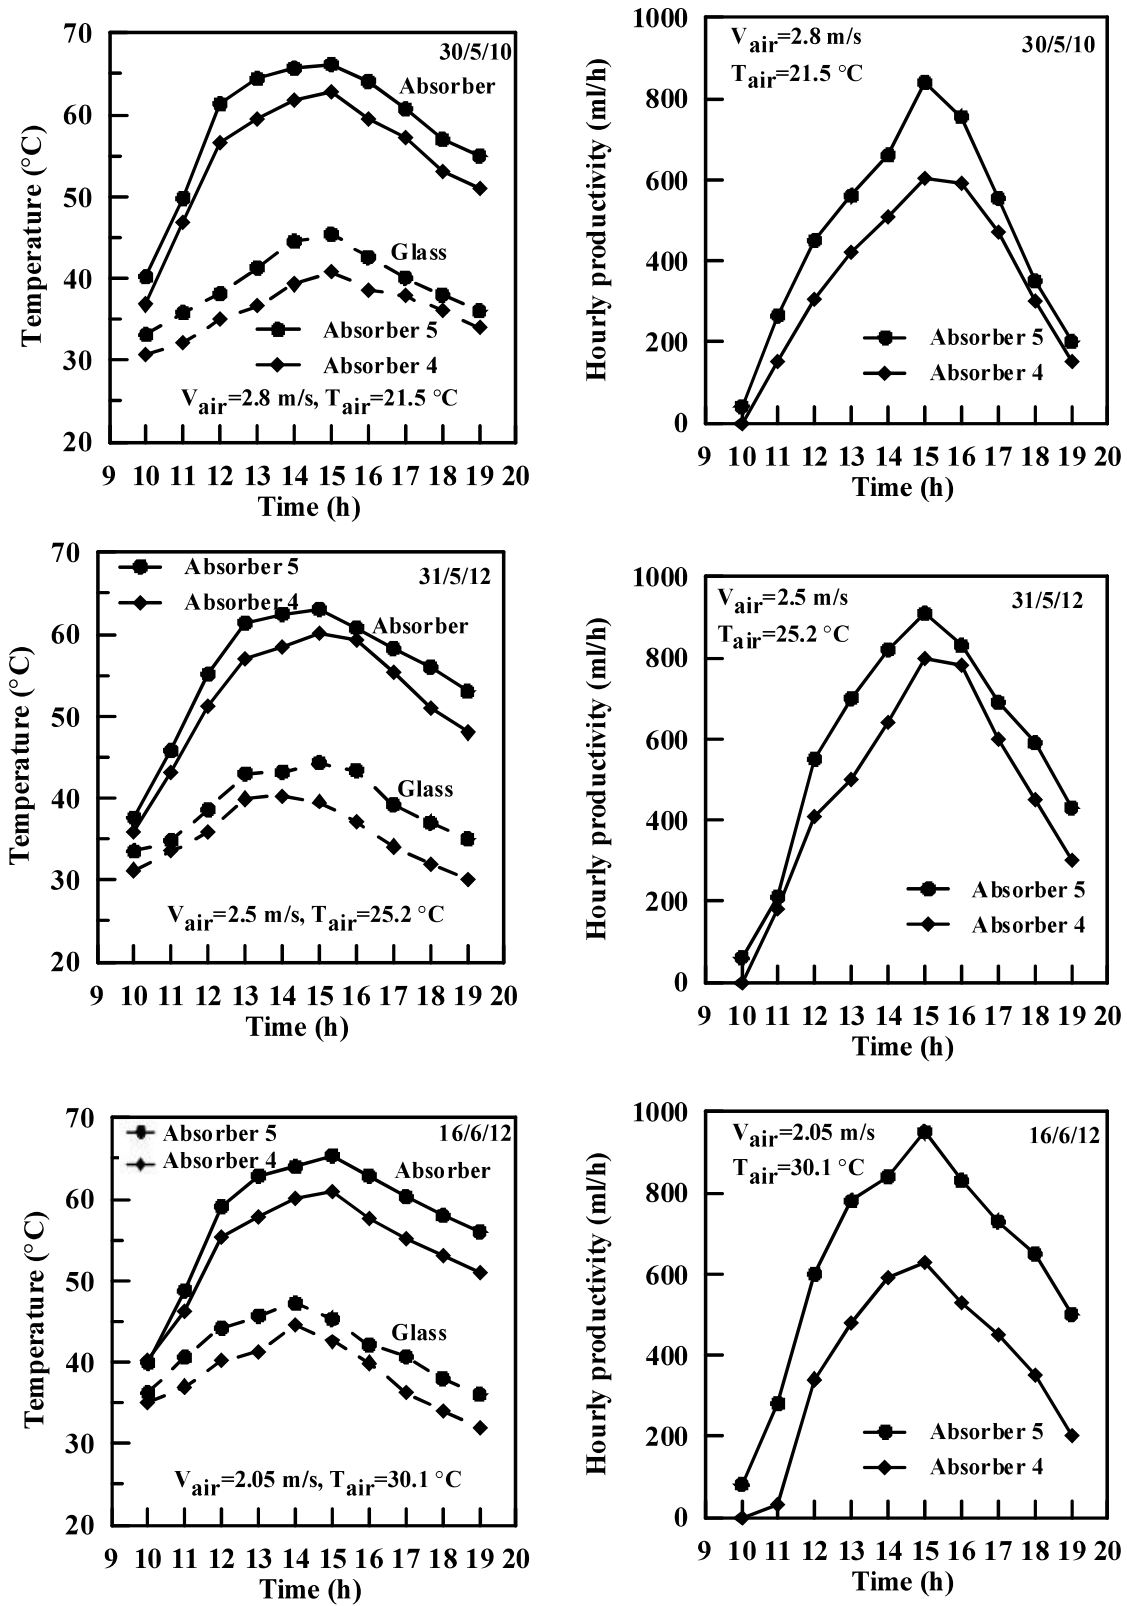 70
60
50
40
30
20
Temperature (°C)
30/5/10
Absorber
Glass
Absorber 5
Absorber 4
Vair=2.8 m/s, Tair=21.5 °C
9 10 11 12 13 14 15 16 17 18 19 20
Time (h)
1000
800
600
400
200
0
Hourly productivity (ml/h)
Vair=2.8 m/s
30/5/10
Tair=21.5 °C
Absorber 5
Absorber 4
9 10 11 12 13 14 15 16 17 18 19 20
Time (h)
70
60
50
40
30
20
Temperature (°C)
Absorber 5
31/5/12
Absorber 4
Absorber
Glass
Vair=2.5 m/s, Tair=25.2 °C
9 10 11 12 13 14 15 16 17 18 19 20
Time (h)
1000
800
600
400
200
0
Hourly productivity (ml/h)
Vair=2.5 m/s
31/5/12
Tair=25.2 °C
Absorber 5
Absorber 4
9 10 11 12 13 14 15 16 17 18 19 20
Time (h)
70
60
50
40
30
20
Temperature (°C)
Absorber 5
16/6/12
Absorber 4
Absorber
Glass
Vair=2.05 m/s, Tair=30.1 °C
9 10 11 12 13 14 15 16 17 18 19 20
Time (h)
1000
800
600
400
200
0
Hourly productivity (ml/h)
Vair=2.05 m/s
16/6/12
Tair=30.1 °C
Absorber 5
Absorber 4
9 10 11 12 13 14 15 16 17 18 19 20
Time (h)